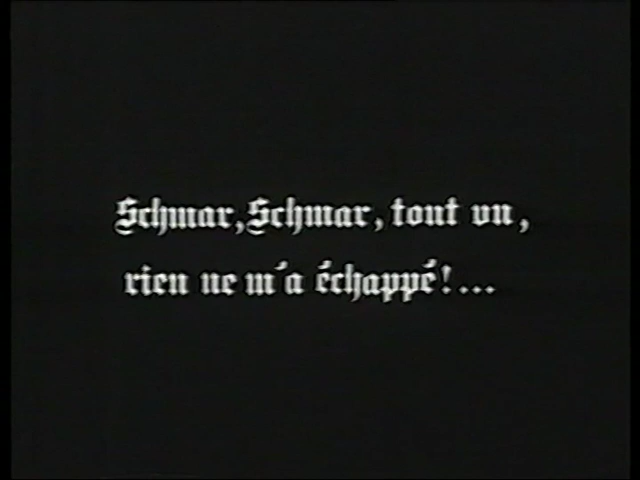 Schmar, Schmar, tout vu,
rien ne m'a échappé!...